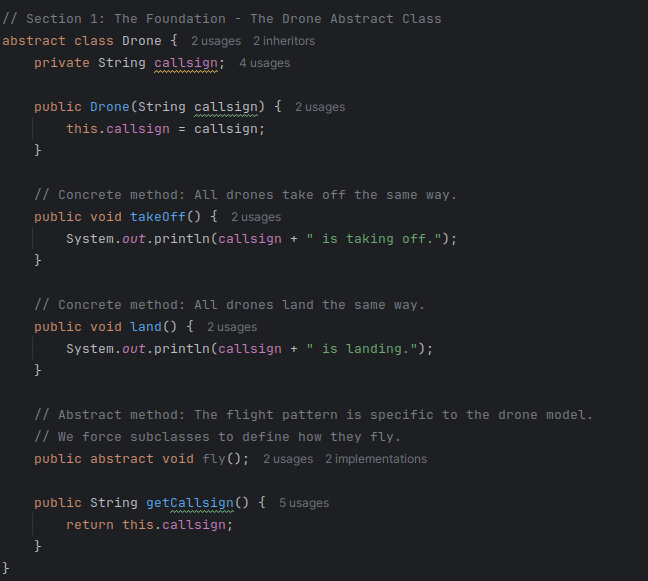 // Section 1: The Foundation - The Drone Abstract Class
abstract class Drone {  2 usages  2 inheritors
    private String callsign;  4 usages

    public Drone(String callsign) {  2 usages
        this.callsign = callsign;
    }

    // Concrete method: All drones take off the same way.
    public void takeOff() {  2 usages
        System.out.println(callsign + " is taking off.");
    }

    // Concrete method: All drones land the same way.
    public void land() {  2 usages
        System.out.println(callsign + " is landing.");
    }

    // Abstract method: The flight pattern is specific to the drone model.
    // We force subclasses to define how they fly.
    public abstract void fly();  2 usages  2 implementations

    public String getCallsign() {  5 usages
        return this.callsign;
    }
}